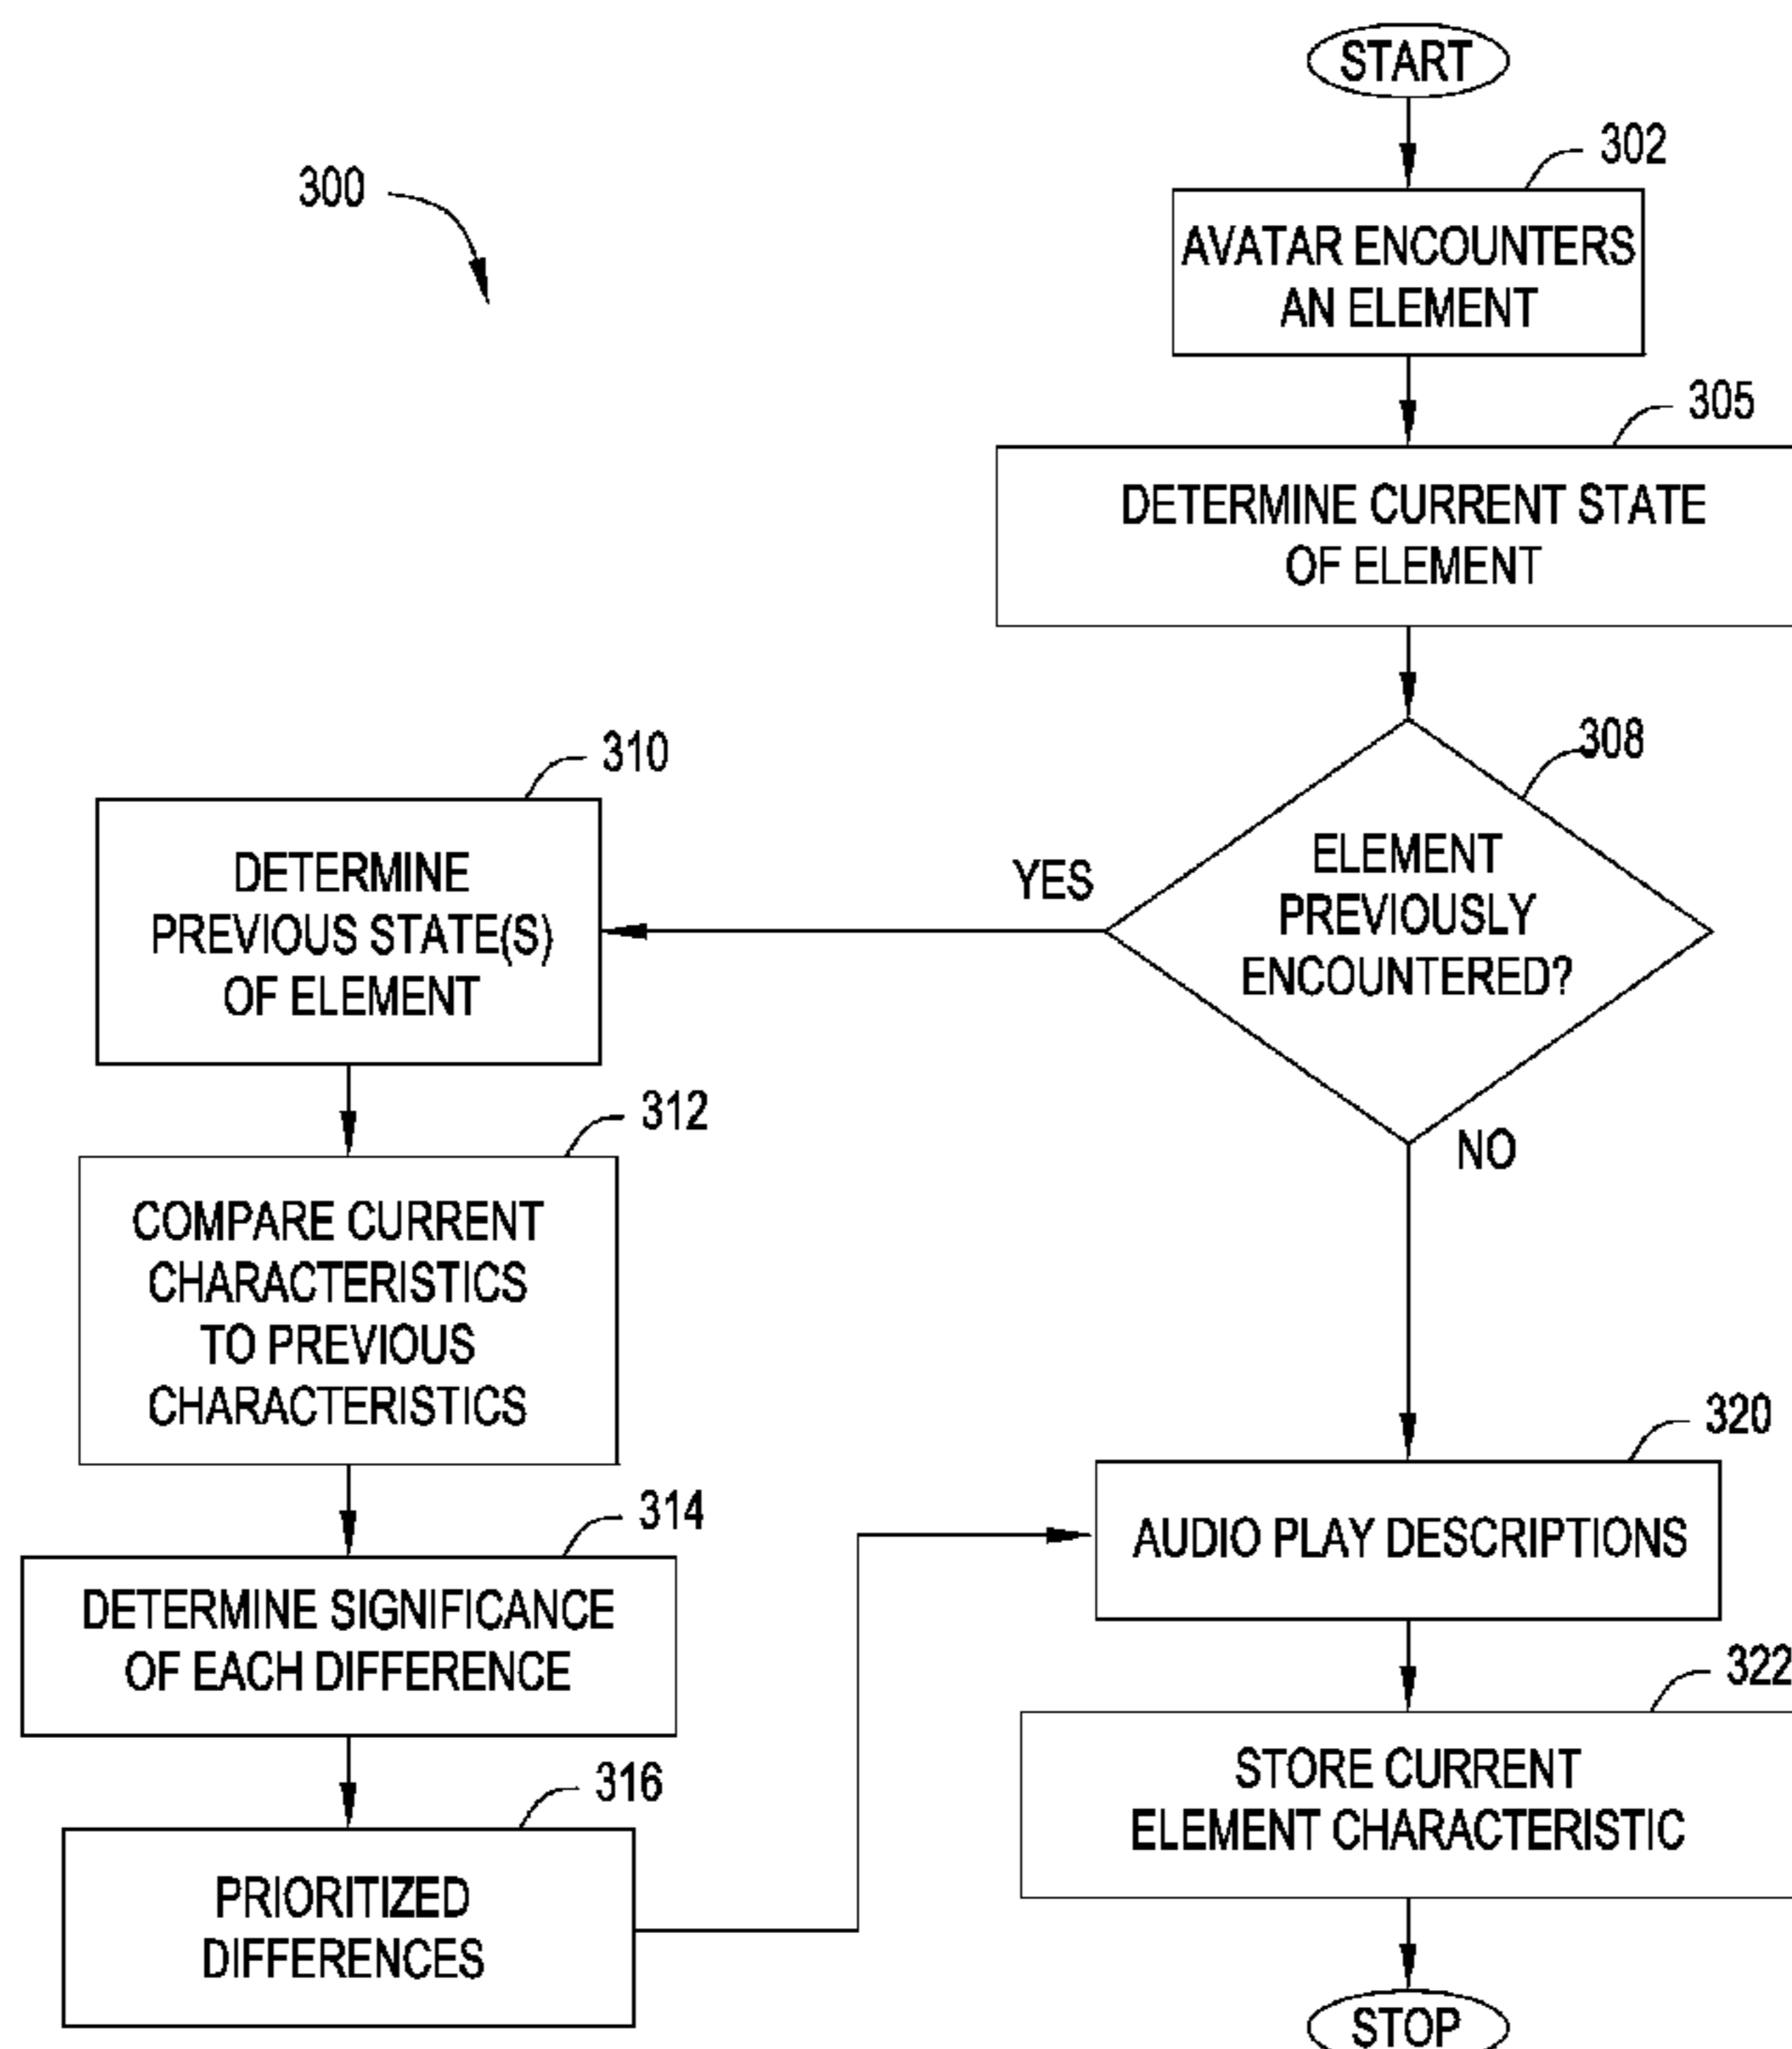 START
300
302
AVATAR ENCOUNTERS
AN ELEMENT
305
DETERMINE CURRENT STATE
OF ELEMENT
308
ELEMENT
PREVIOUSLY
ENCOUNTERED?
YES
NO
310
DETERMINE
PREVIOUS STATE(S)
OF ELEMENT
312
COMPARE CURRENT
CHARACTERISTICS
TO PREVIOUS
CHARACTERISTICS
314
DETERMINE SIGNIFICANCE
OF EACH DIFFERENCE
316
PRIORITIZED
DIFFERENCES
320
AUDIO PLAY DESCRIPTIONS
322
STORE CURRENT
ELEMENT CHARACTERISTIC
STOP